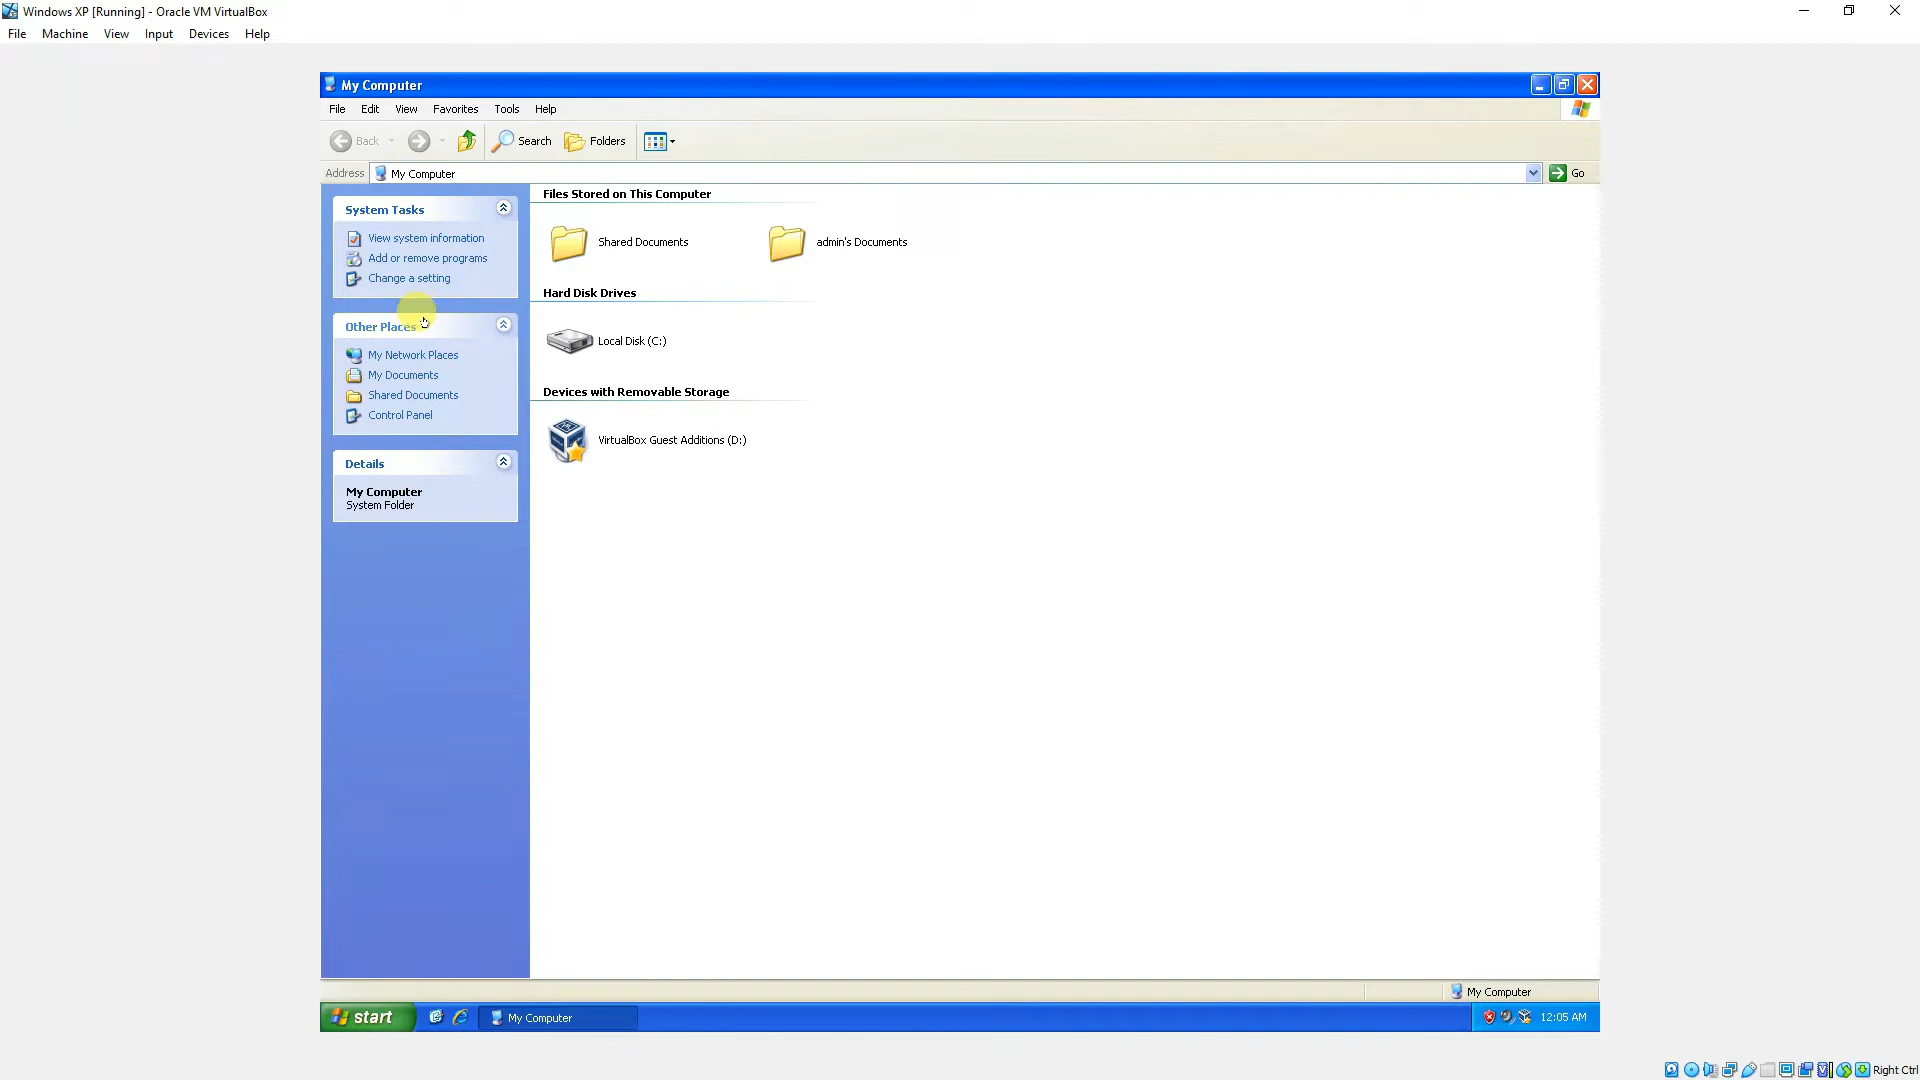 Windows XP [Running] - Oracle VM VirtualBox
File Machine View Input Devices Help
My Computer
File Edit View Favorites Tools Help
Back Search Folders
Address My Computer Go
System Tasks
View system information
Add or remove programs
Change a setting
Other Places
My Network Places
My Documents
Shared Documents
Control Panel
Details
My Computer
System Folder
Files Stored on This Computer
Shared Documents admin's Documents
Hard Disk Drives
Local Disk (C:)
Devices with Removable Storage
VirtualBox Guest Additions (D:)
My Computer
start My Computer 12:05 AM
Right Ctrl